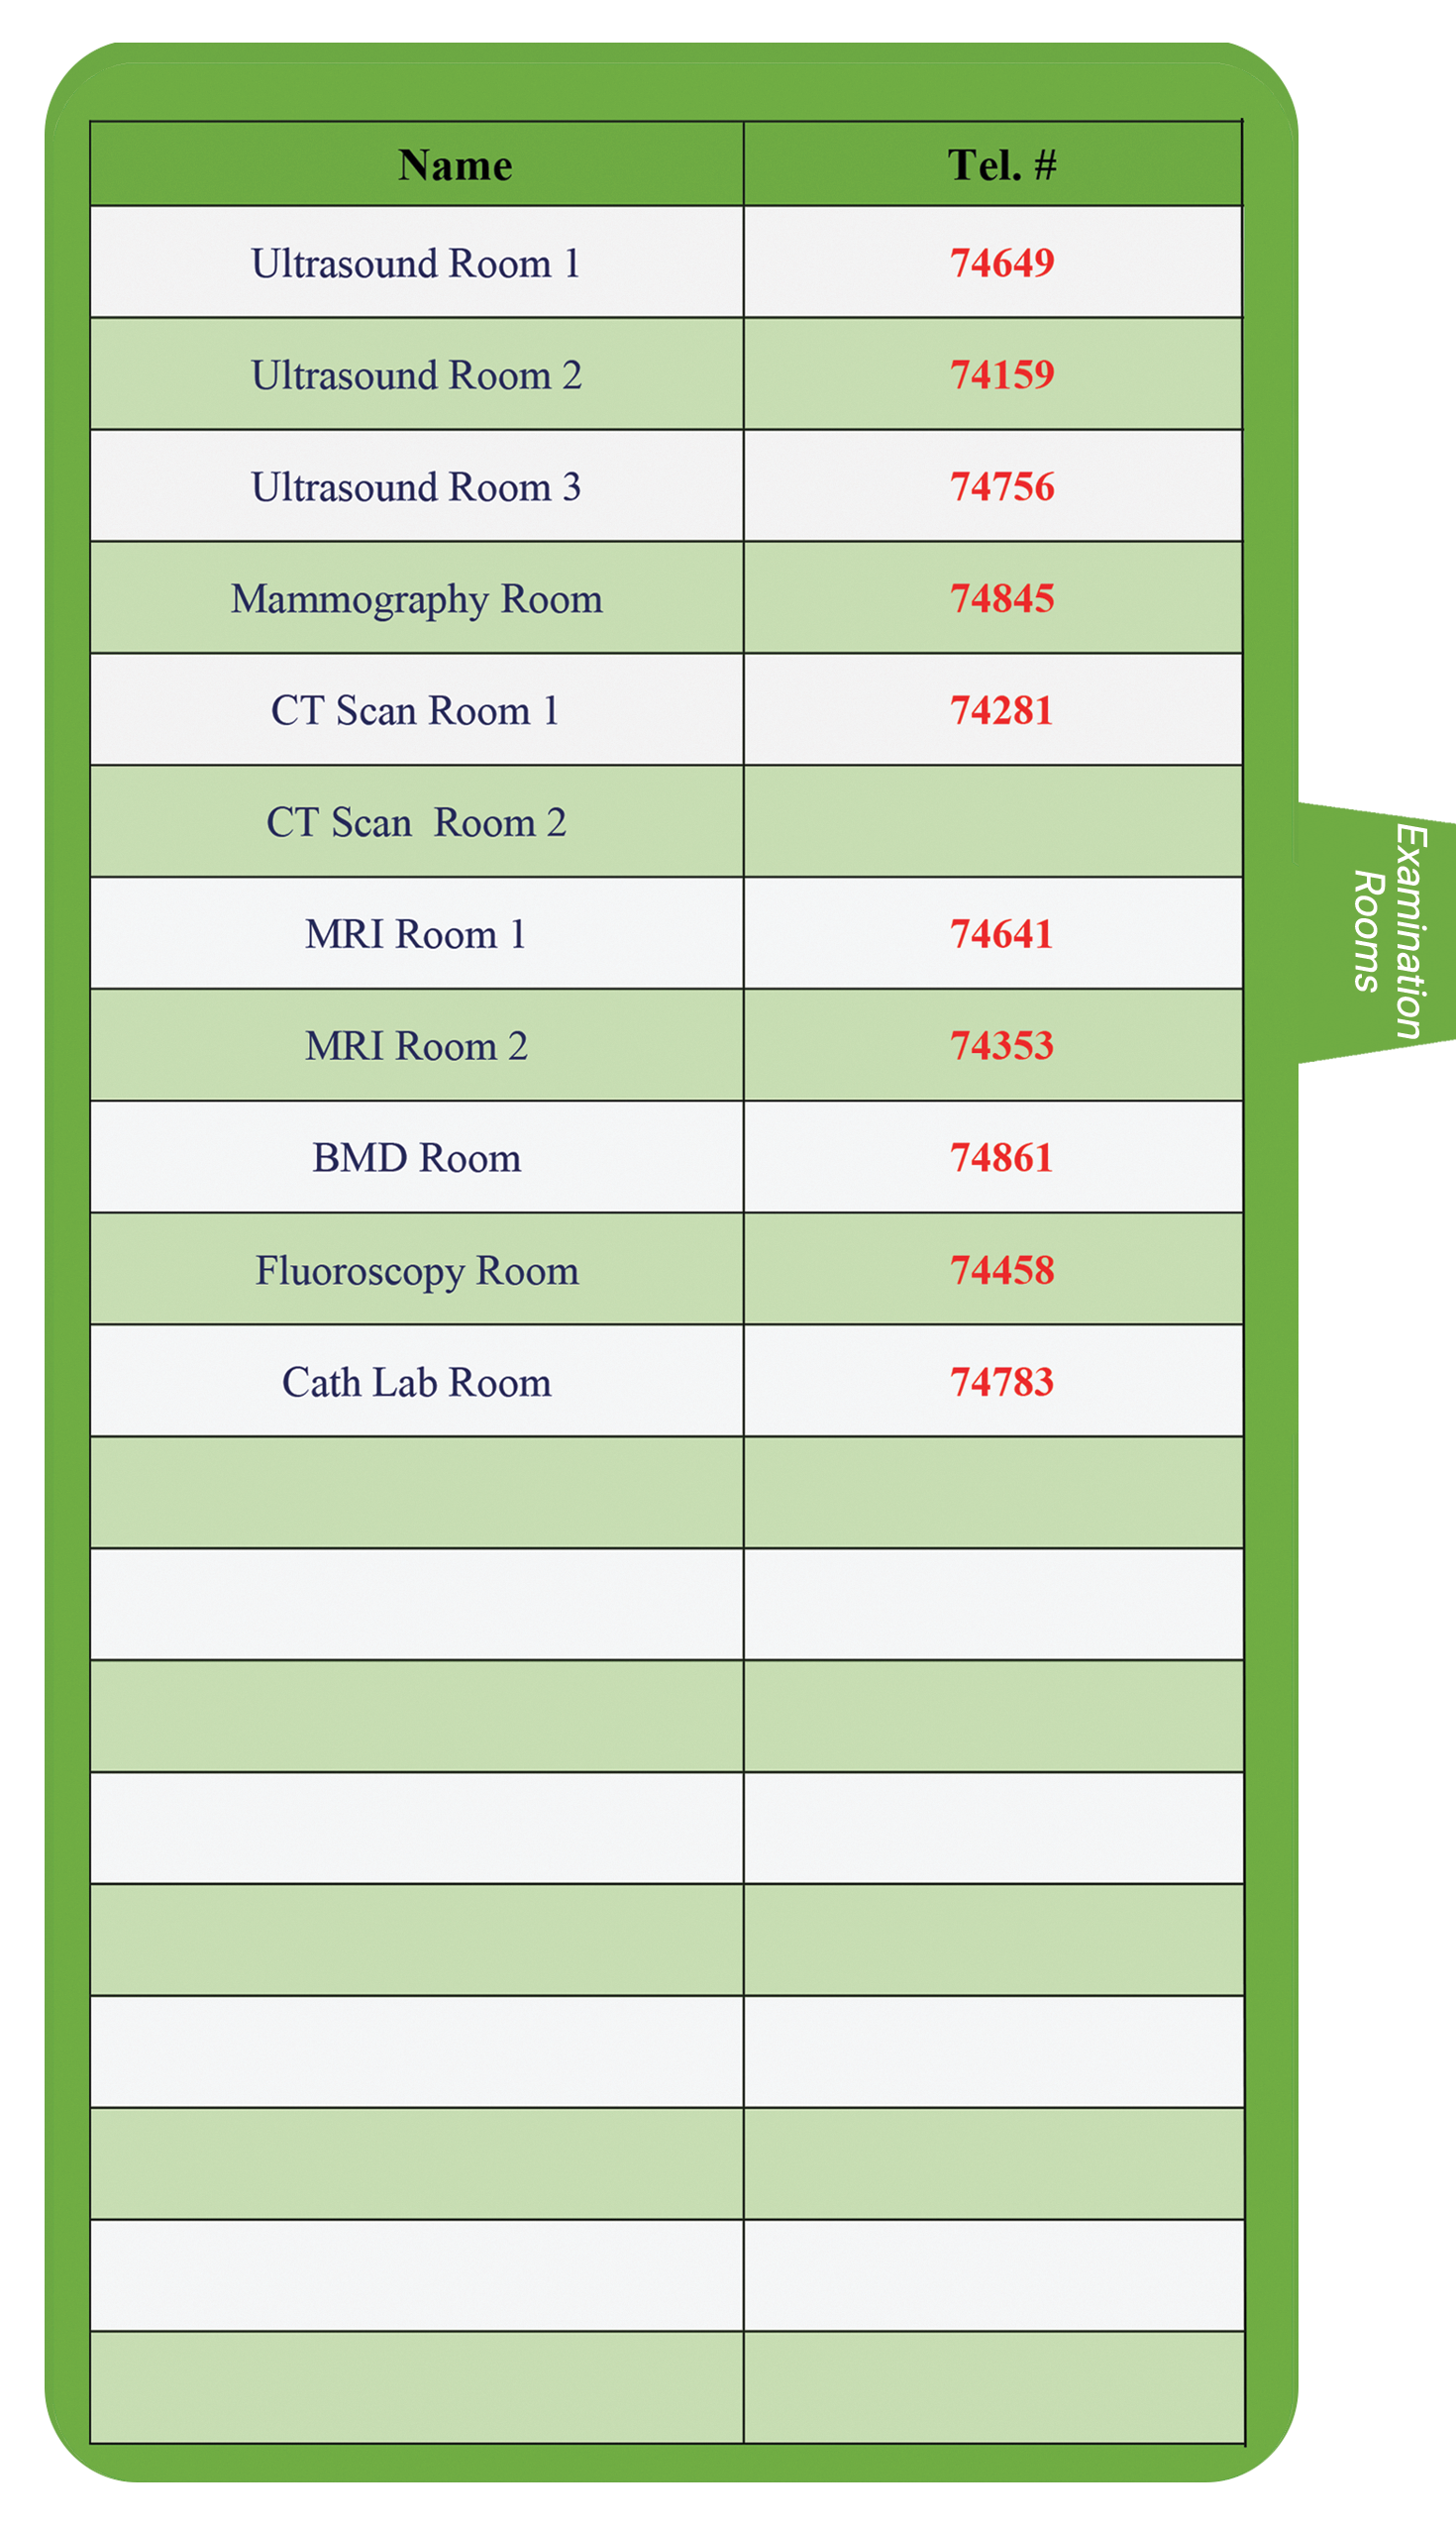 Name Tel. #
Ultrasound Room 1 74649
Ultrasound Room 2 74159
Ultrasound Room 3 74756
Mammography Room 74845
CT Scan Room 1 74281
CT Scan  Room 2
MRI Room 1 74641
MRI Room 2 74353
BMD Room 74861
Fluoroscopy Room 74458
Cath Lab Room 74783
Examination
Rooms